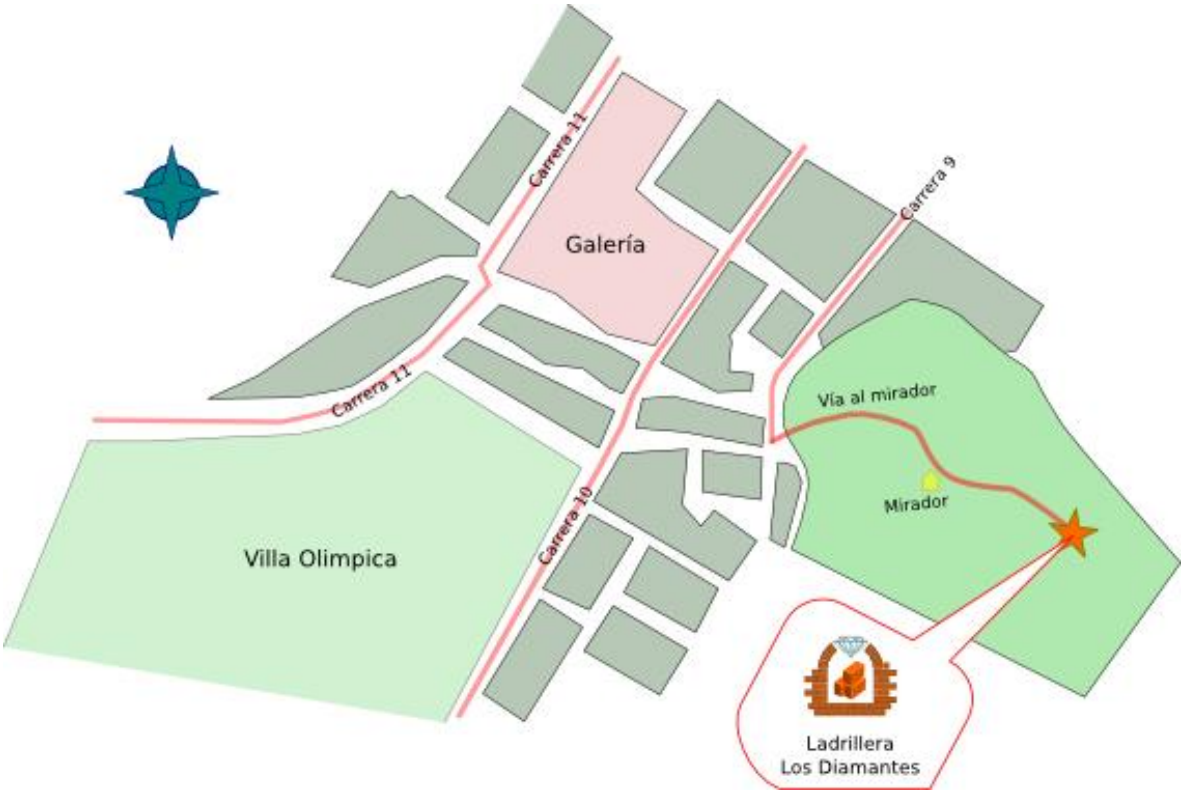 Carrera 11
Carrera 9
Galería
Vía al mirador
Carrera 11
Mirador
Carrera 10
Villa Olimpica
Ladrillera
Los Diamantes